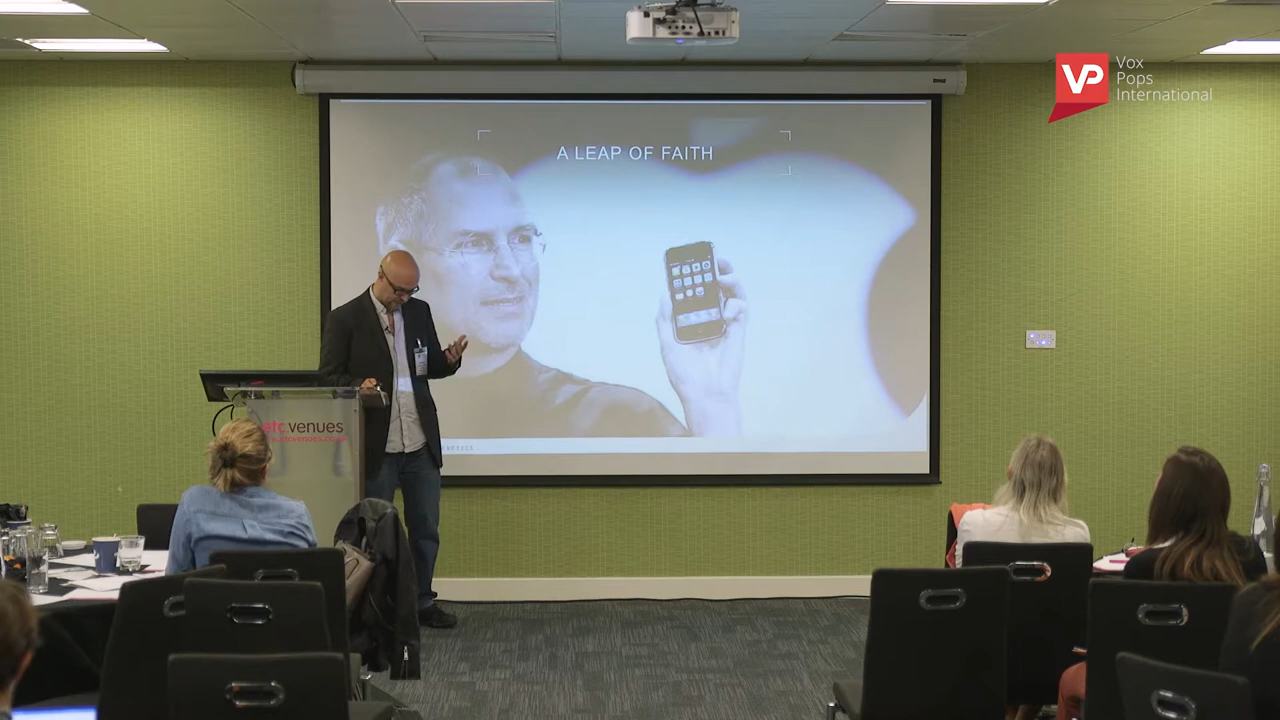 VP
Vox
Pops
International
A LEAP OF FAITH
etc.venues